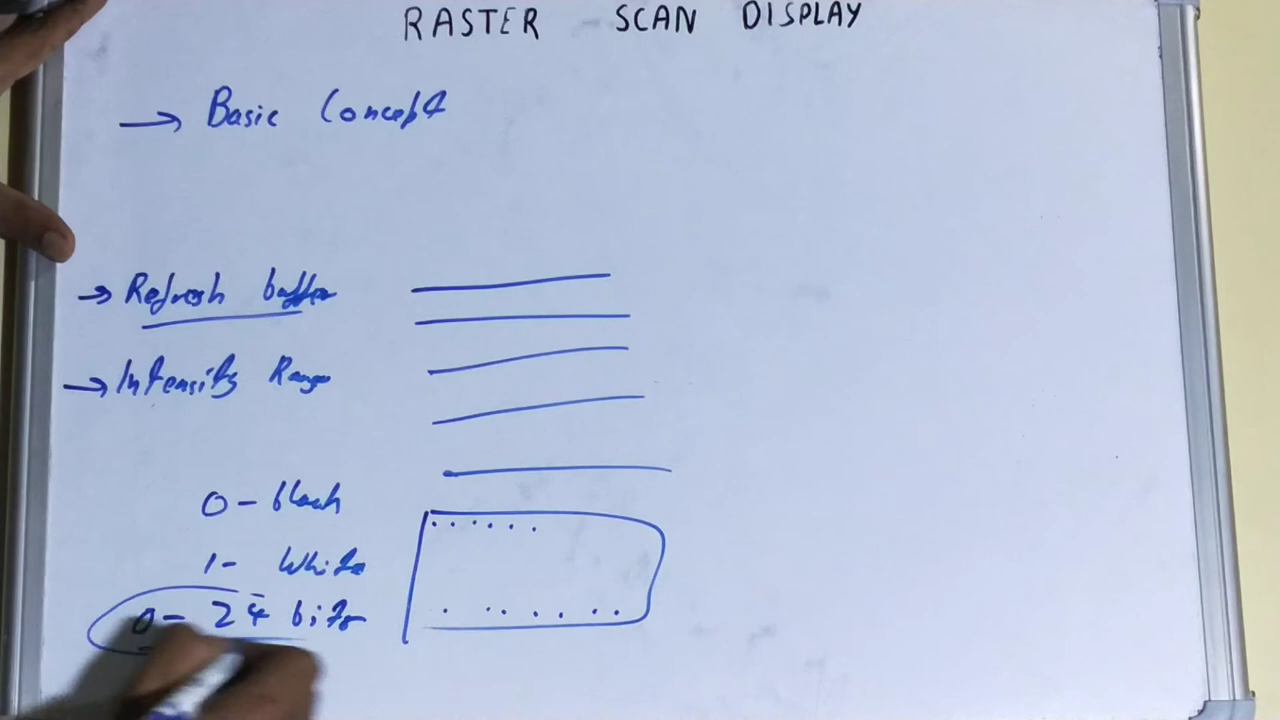 RASTER SCAN DISPLAY
→ Basic Concept
→ Refresh buffer
→ Intensity Range
0 - black
1 - White
0 - 24 bits